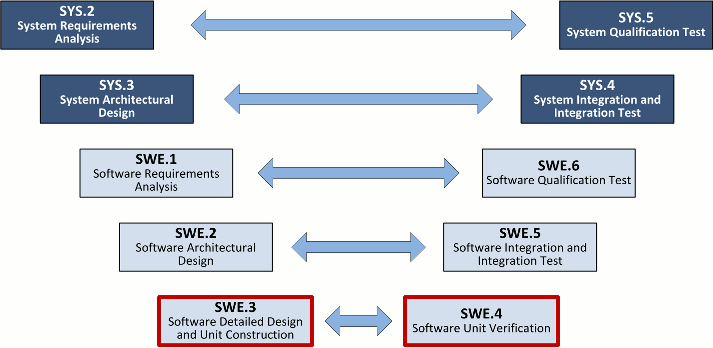 SYS.2
System Requirements
Analysis
SYS.5
System Qualification Test
SYS.3
System Architectural
Design
SYS.4
System Integration and
Integration Test
SWE.1
Software Requirements
Analysis
SWE.6
Software Qualification Test
SWE.2
Software Architectural
Design
SWE.5
Software Integration and
Integration Test
SWE.3
Software Detailed Design
and Unit Construction
SWE.4
Software Unit Verification